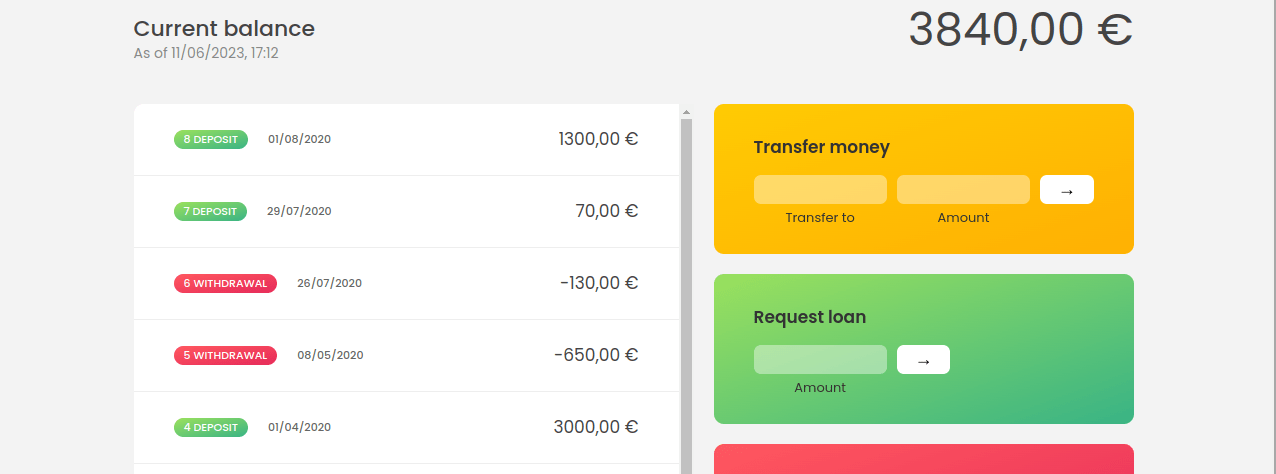 Current balance
As of 11/06/2023, 17:12
3840,00 €
8 DEPOSIT 01/08/2020 1300,00 €
7 DEPOSIT 29/07/2020 70,00 €
6 WITHDRAWAL 26/07/2020 -130,00 €
5 WITHDRAWAL 08/05/2020 -650,00 €
4 DEPOSIT 01/04/2020 3000,00 €
Transfer money
→
Transfer to Amount
Request loan
→
Amount